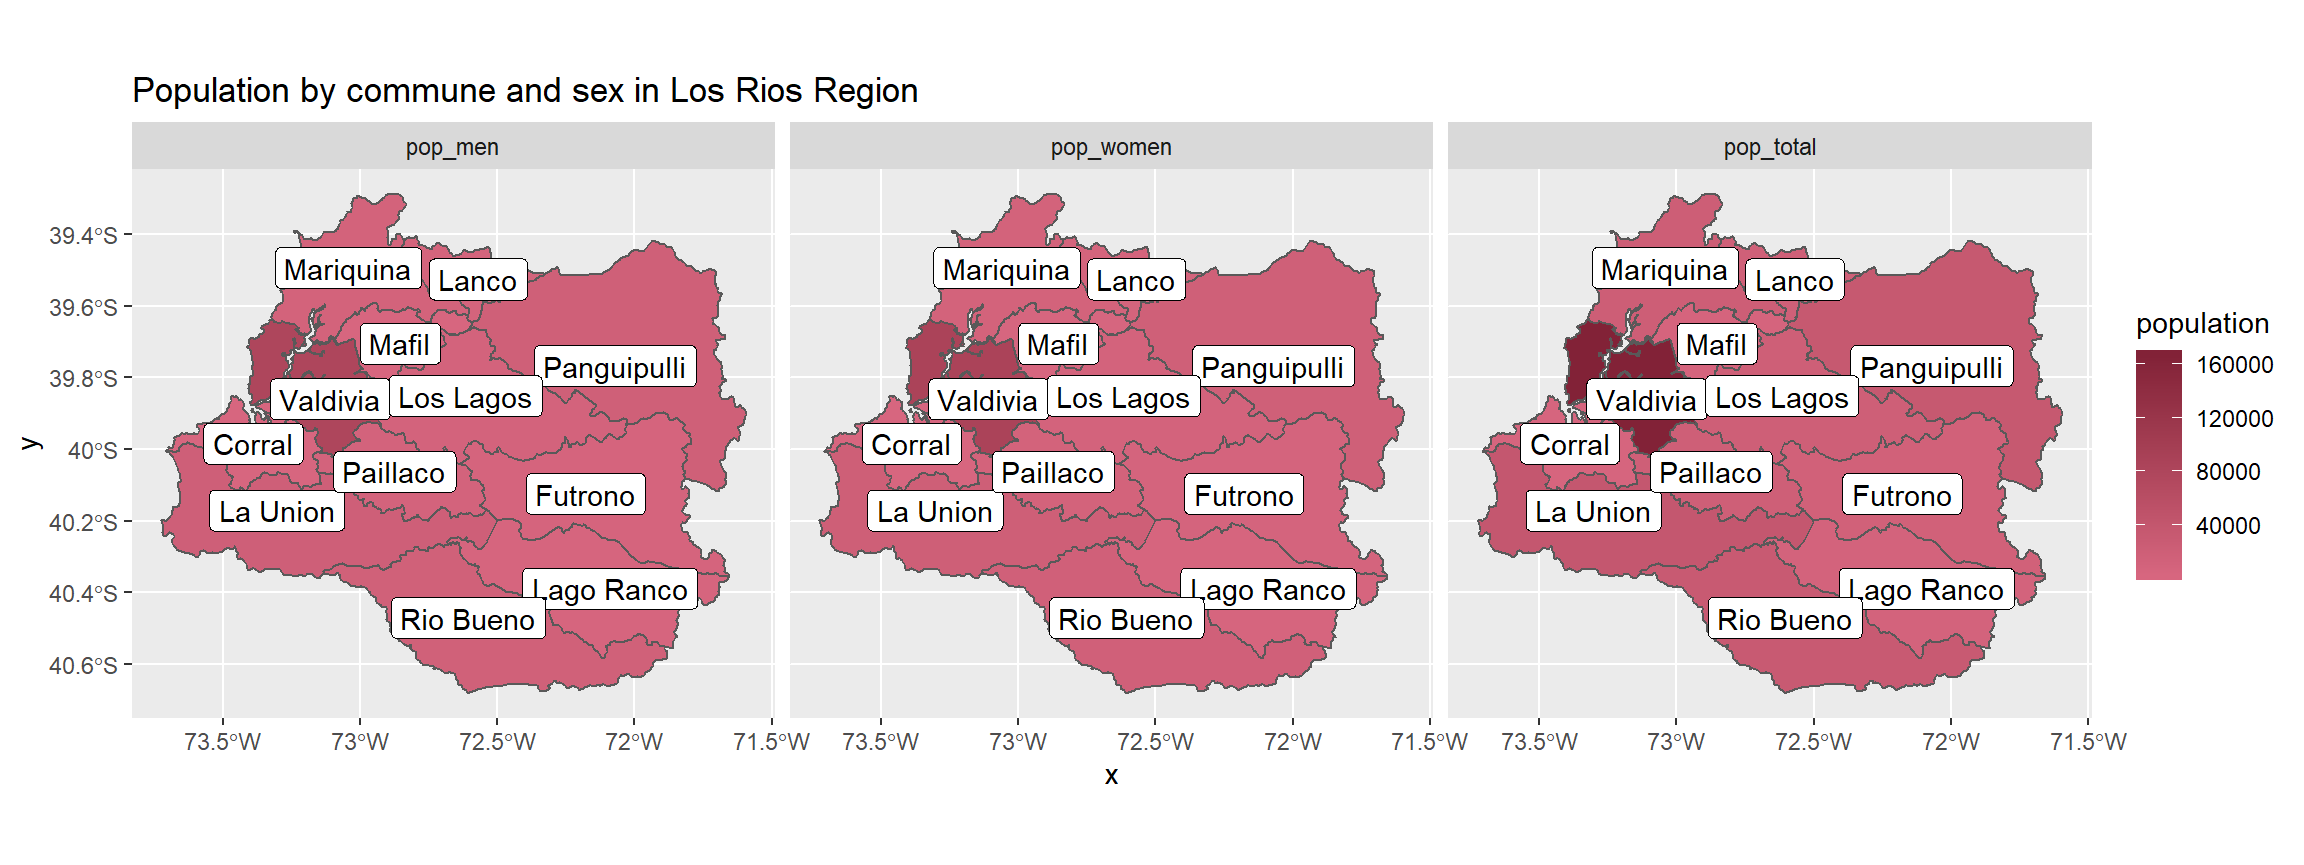 Population by commune and sex in Los Rios Region
pop_men
pop_women
pop_total
39.4°S
39.6°S
39.8°S
40°S
40.2°S
40.4°S
40.6°S
y
Mariquina
Lanco
Mafil
Panguipulli
Valdivia
Los Lagos
Corral
Paillaco
La Union
Futrono
Lago Ranco
Rio Bueno
Mariquina
Lanco
Mafil
Panguipulli
Valdivia
Los Lagos
Corral
Paillaco
La Union
Futrono
Lago Ranco
Rio Bueno
Mariquina
Lanco
Mafil
Panguipulli
Valdivia
Los Lagos
Corral
Paillaco
La Union
Futrono
Lago Ranco
Rio Bueno
73.5°W 73°W 72.5°W 72°W 71.5°W
73.5°W 73°W 72.5°W 72°W 71.5°W
73.5°W 73°W 72.5°W 72°W 71.5°W
x
population
160000
120000
80000
40000